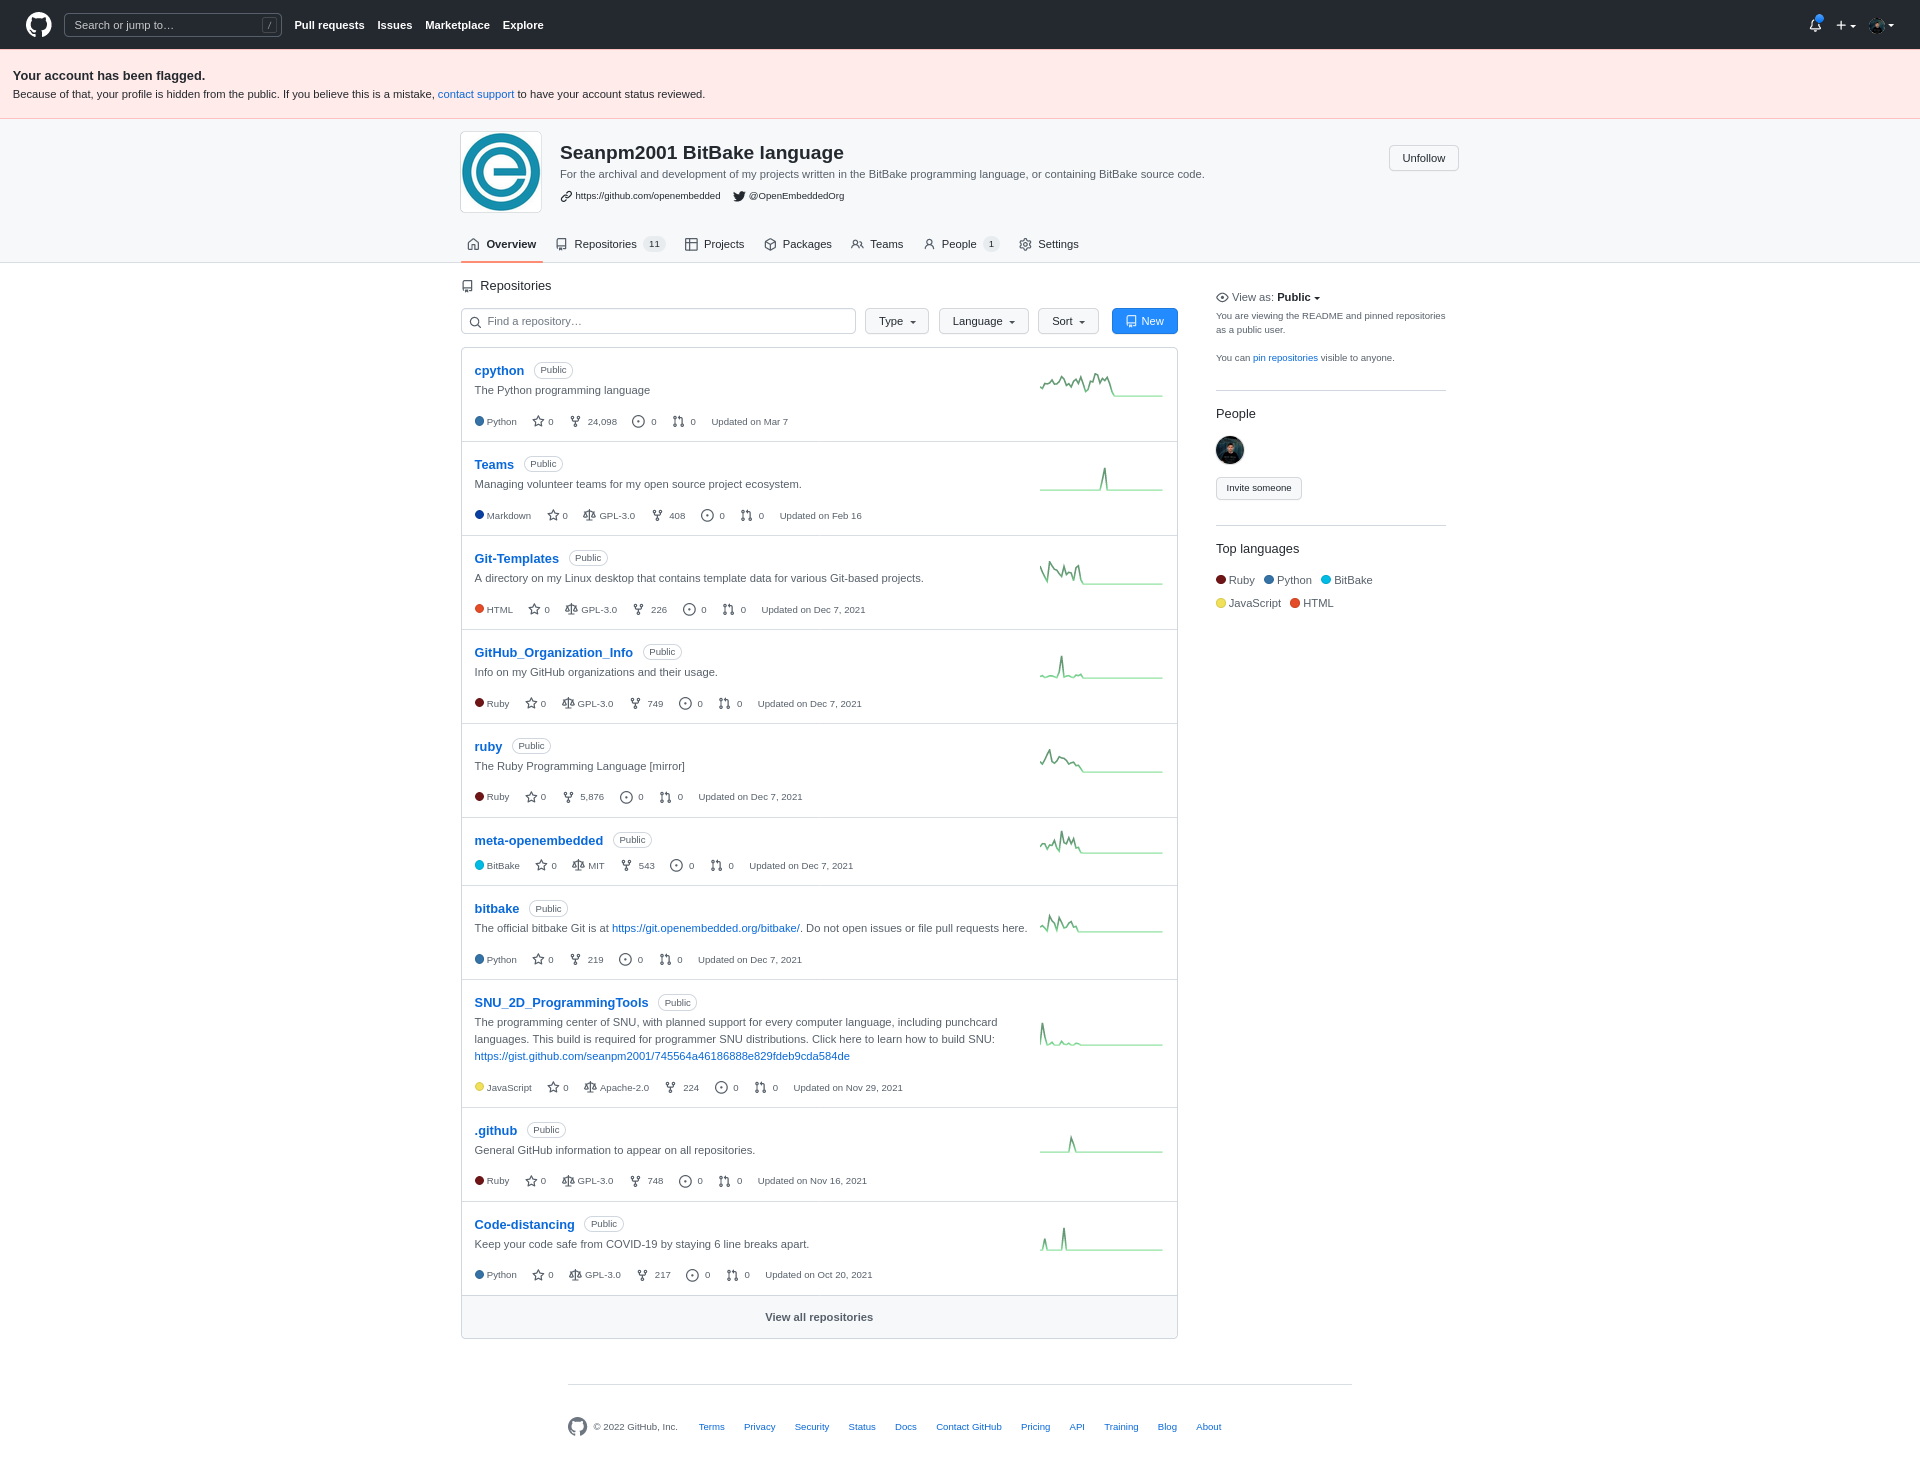 Search or jump to… /
Pull requests Issues Marketplace Explore
Your account has been flagged.
Because of that, your profile is hidden from the public. If you believe this is a mistake, contact support to have your account status reviewed.
Seanpm2001 BitBake language
For the archival and development of my projects written in the BitBake programming language, or containing BitBake source code.
https://github.com/openembedded @OpenEmbeddedOrg
Unfollow
Overview Repositories 11 Projects Packages Teams People 1 Settings
Repositories
Find a repository… Type Language Sort New
cpython Public
The Python programming language
Python 0 24,098 0 0 Updated on Mar 7
Teams Public
Managing volunteer teams for my open source project ecosystem.
Markdown 0 GPL-3.0 408 0 0 Updated on Feb 16
Git-Templates Public
A directory on my Linux desktop that contains template data for various Git-based projects.
HTML 0 GPL-3.0 226 0 0 Updated on Dec 7, 2021
GitHub_Organization_Info Public
Info on my GitHub organizations and their usage.
Ruby 0 GPL-3.0 749 0 0 Updated on Dec 7, 2021
ruby Public
The Ruby Programming Language [mirror]
Ruby 0 5,876 0 0 Updated on Dec 7, 2021
meta-openembedded Public
BitBake 0 MIT 543 0 0 Updated on Dec 7, 2021
bitbake Public
The official bitbake Git is at https://git.openembedded.org/bitbake/. Do not open issues or file pull requests here.
Python 0 219 0 0 Updated on Dec 7, 2021
SNU_2D_ProgrammingTools Public
The programming center of SNU, with planned support for every computer language, including punchcard
languages. This build is required for programmer SNU distributions. Click here to learn how to build SNU:
https://gist.github.com/seanpm2001/745564a46186888e829fdeb9cda584de
JavaScript 0 Apache-2.0 224 0 0 Updated on Nov 29, 2021
.github Public
General GitHub information to appear on all repositories.
Ruby 0 GPL-3.0 748 0 0 Updated on Nov 16, 2021
Code-distancing Public
Keep your code safe from COVID-19 by staying 6 line breaks apart.
Python 0 GPL-3.0 217 0 0 Updated on Oct 20, 2021
View all repositories
View as: Public
You are viewing the README and pinned repositories
as a public user.
You can pin repositories visible to anyone.
People
Invite someone
Top languages
Ruby Python BitBake
JavaScript HTML
© 2022 GitHub, Inc. Terms Privacy Security Status Docs Contact GitHub Pricing API Training Blog About